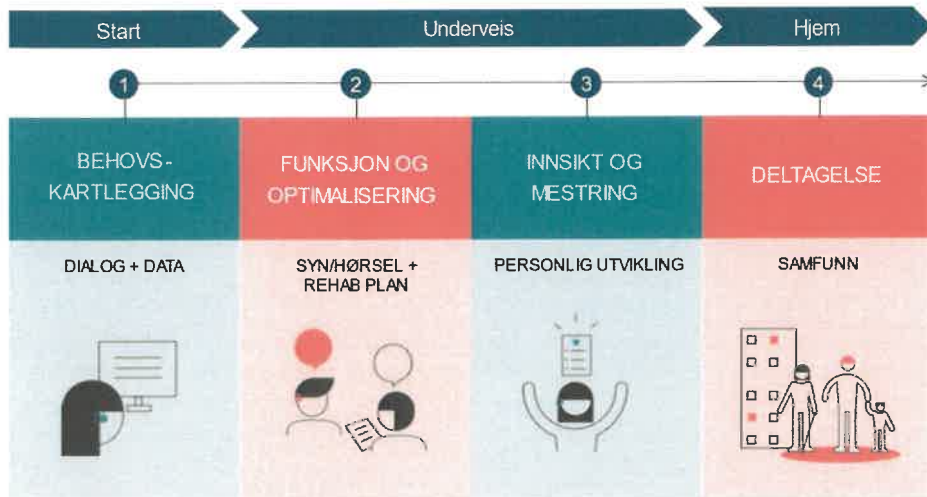 Start
Underveis
Hjem
1
2
3
4
BEHOVS-
KARTLEGGING
FUNKSJON OG
OPTIMALISERING
INNSIKT OG
MESTRING
DELTAGELSE
DIALOG + DATA
SYN/HØRSEL +
REHAB PLAN
PERSONLIG UTVIKLING
SAMFUNN